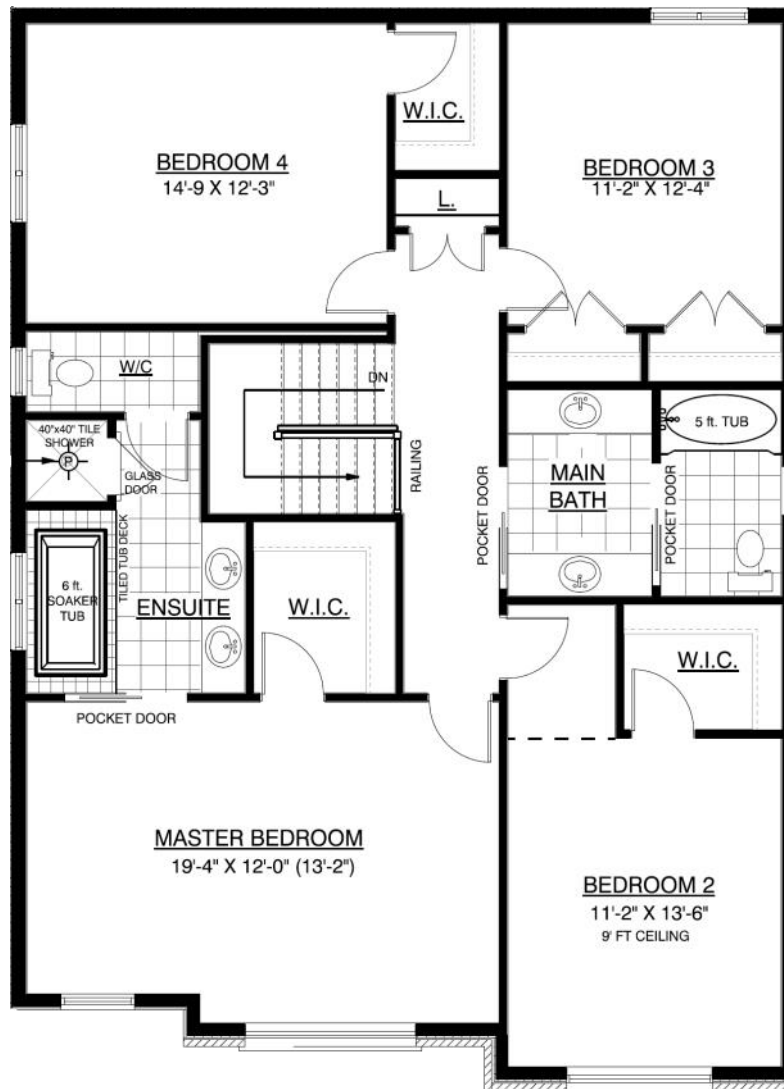 W.I.C.
BEDROOM 4
14'-9 X 12'-3"
BEDROOM 3
11'-2" X 12'-4"
L.
W/C
DN
40"x40" TILE
SHOWER
P
GLASS
DOOR
RAILING
5 ft. TUB
MAIN
BATH
POCKET DOOR
POCKET DOOR
TILED TUB DECK
6 ft.
SOAKER
TUB
ENSUITE
W.I.C.
W.I.C.
POCKET DOOR
MASTER BEDROOM
19'-4" X 12'-0" (13'-2")
BEDROOM 2
11'-2" X 13'-6"
9' FT CEILING